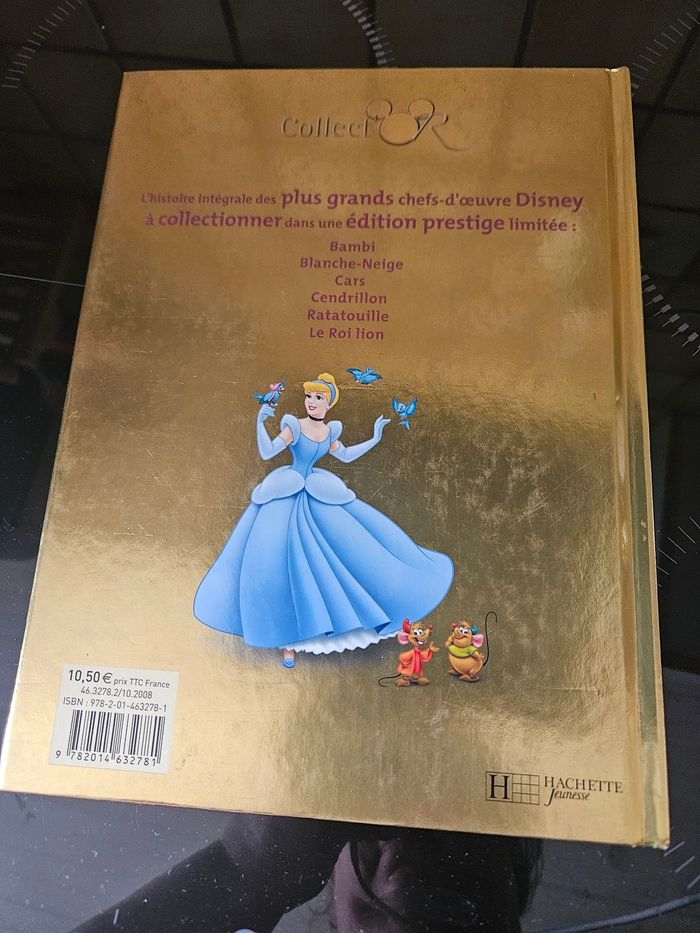 Collect'OR
L'histoire intégrale des plus grands chefs-d'œuvre Disney
à collectionner dans une édition prestige limitée :
Bambi
Blanche-Neige
Cars
Cendrillon
Ratatouille
Le Roi lion
10,50 € prix TTC France
46.3278.2/10.2008
ISBN : 978-2-01-463278-1
9 782014 632781
H HACHETTE
Jeunesse